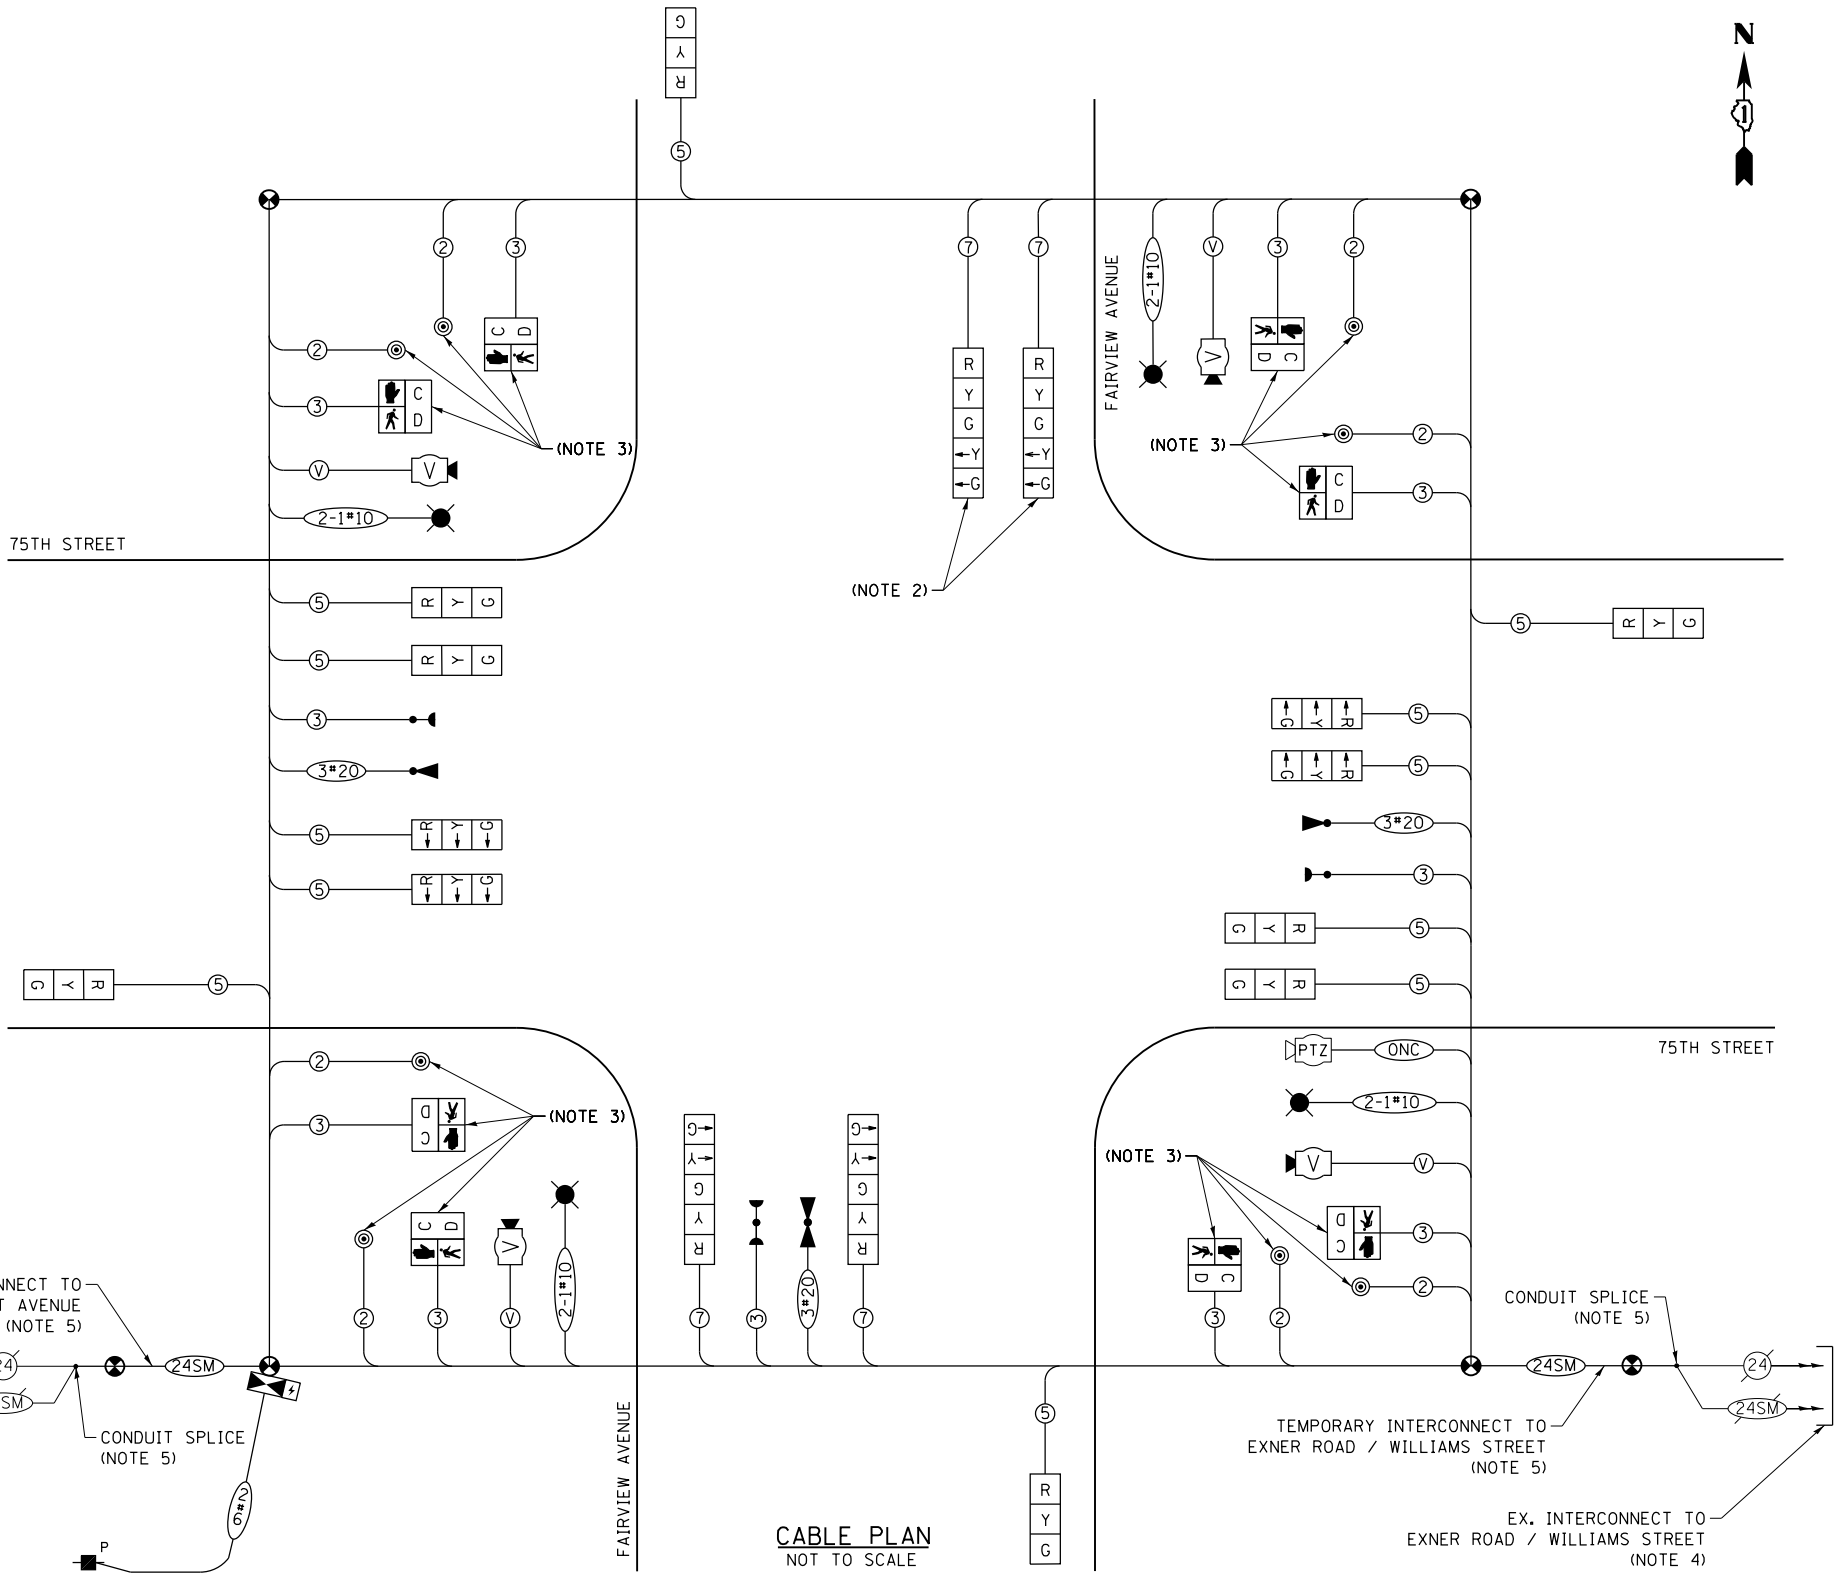 G
Y
R
N
1
5
2
3
7
7
2-1#10
V
3
2
C D
R
Y
G
←Y
←G
R
Y
G
←Y
←G
FAIRVIEW AVENUE
V
C
D
2
3
C
D
(NOTE 3)
(NOTE 3)
2
V
V
3
C
D
2-1#10
75TH STREET
(NOTE 2)
5
R Y G
5
R Y G
5
R Y G
3
3#20
5
R Y G
5
R Y G
5
G Y R
5
G Y R
3#20
3
5
G Y R
5
G Y R
5
G Y R
PTZ
ONC
75TH STREET
2-1#10
2
3
D
C
(NOTE 3)
(NOTE 3)
V
V
3
D
C
2
C D
2
3
V
V
2-1#10
G
Y
G
Y
R
7
3
3#20
G
Y
G
Y
R
7
C
D
3
2
NNECT TO
T AVENUE
(NOTE 5)
24
SM
24SM
CONDUIT SPLICE
(NOTE 5)
2#6
P
FAIRVIEW AVENUE
CABLE PLAN
NOT TO SCALE
5
R
Y
G
CONDUIT SPLICE
(NOTE 5)
24SM
24
24SM
TEMPORARY INTERCONNECT TO
EXNER ROAD / WILLIAMS STREET
(NOTE 5)
EX. INTERCONNECT TO
EXNER ROAD / WILLIAMS STREET
(NOTE 4)